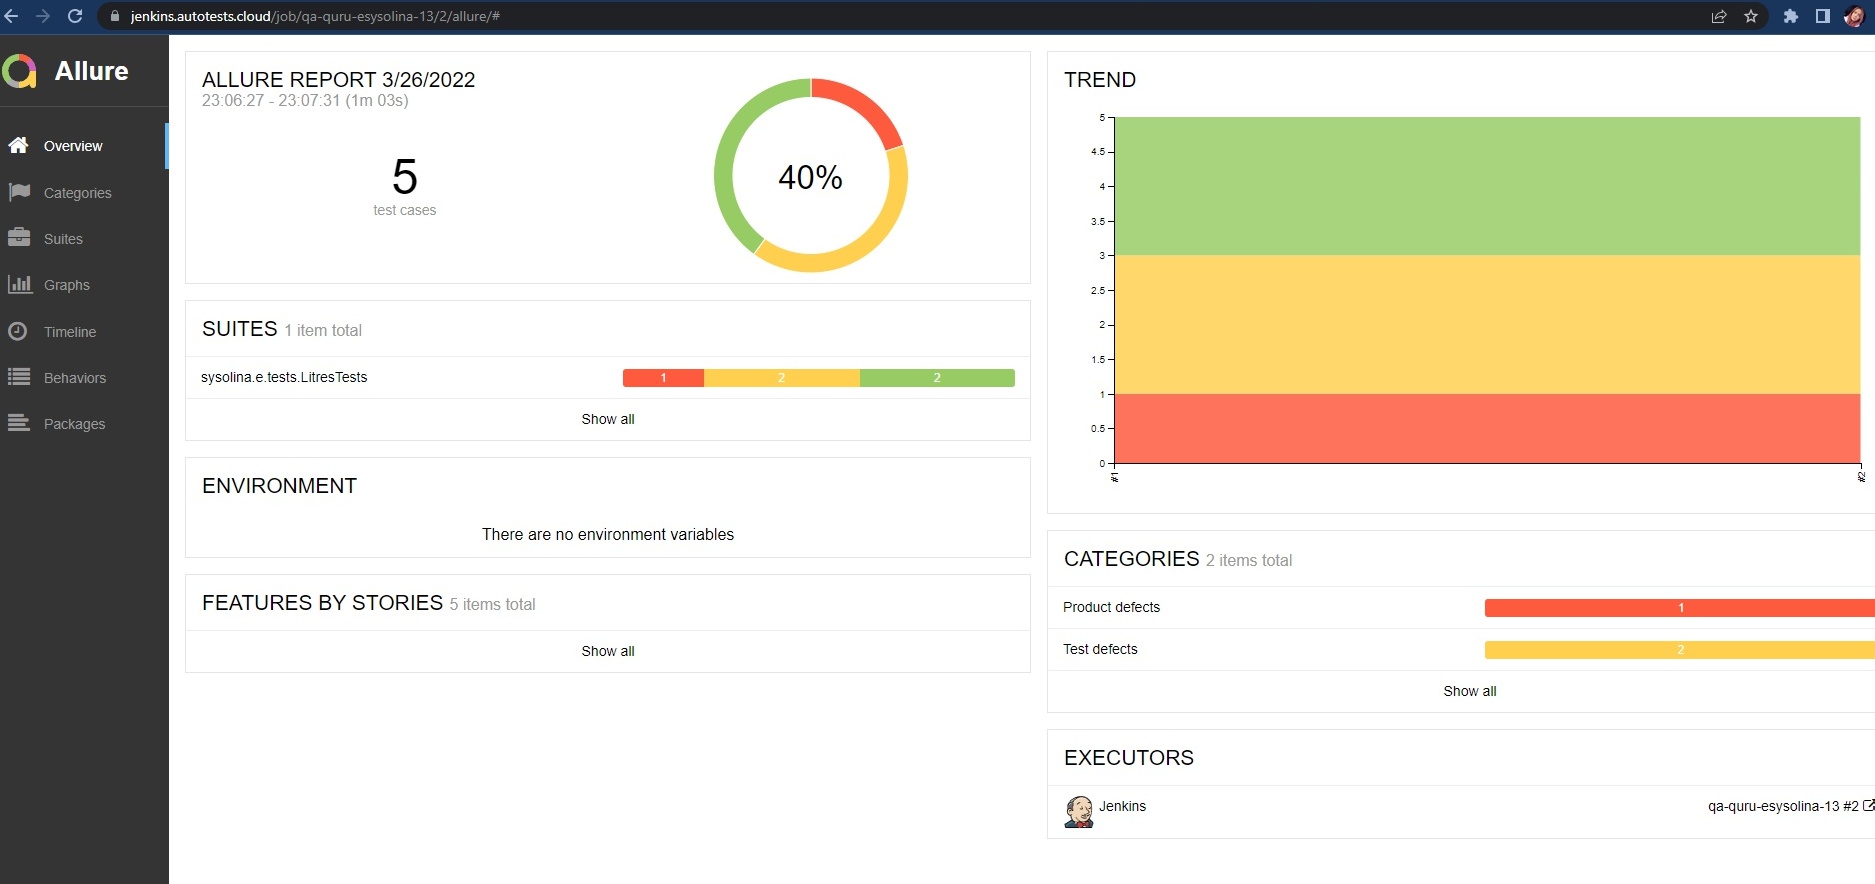 jenkins.autotests.cloud/job/qa-quru-esysolina-13/2/allure/#
Allure
Overview
Categories
Suites
Graphs
Timeline
Behaviors
Packages
ALLURE REPORT 3/26/2022
23:06:27 - 23:07:31 (1m 03s)
5
test cases
40%
SUITES 1 item total
sysolina.e.tests.LitresTests
1 2 2
Show all
ENVIRONMENT
There are no environment variables
FEATURES BY STORIES 5 items total
Show all
TREND
5
4.5
4
3.5
3
2.5
2
1.5
1
0.5
0
#1 #2
CATEGORIES 2 items total
Product defects 1
Test defects 2
Show all
EXECUTORS
Jenkins qa-quru-esysolina-13 #2